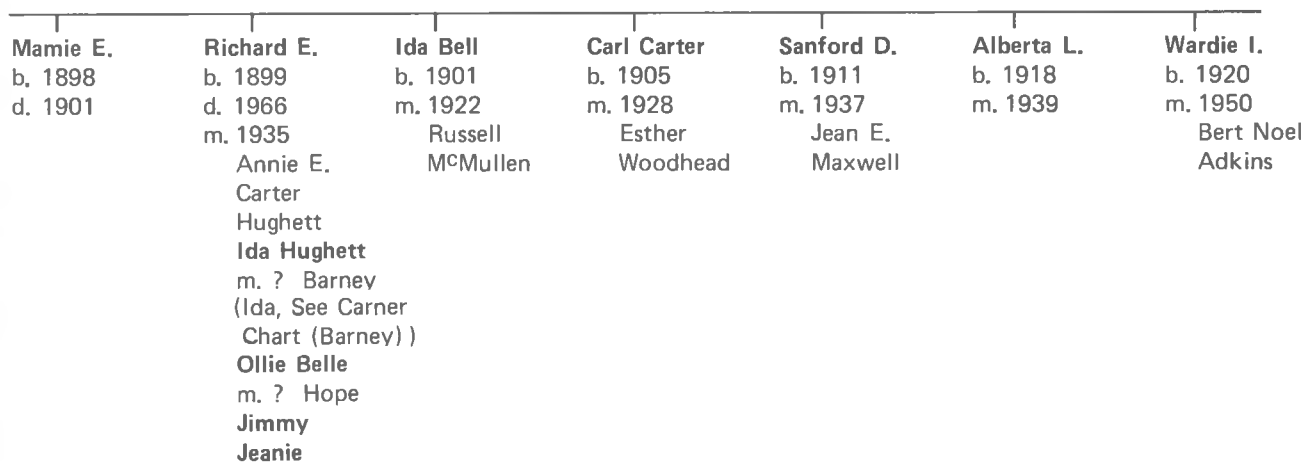 Mamie E.
b. 1898
d. 1901
Richard E.
b. 1899
d. 1966
m. 1935
Annie E.
Carter
Hughett
Ida Hughett
m. ? Barney
(Ida, See Carner
Chart (Barney) )
Ollie Belle
m. ? Hope
Jimmy
Jeanie
Ida Bell
b. 1901
m. 1922
Russell
McMullen
Carl Carter
b. 1905
m. 1928
Esther
Woodhead
Sanford D.
b. 1911
m. 1937
Jean E.
Maxwell
Alberta L.
b. 1918
m. 1939
Wardie I.
b. 1920
m. 1950
Bert Noel
Adkins